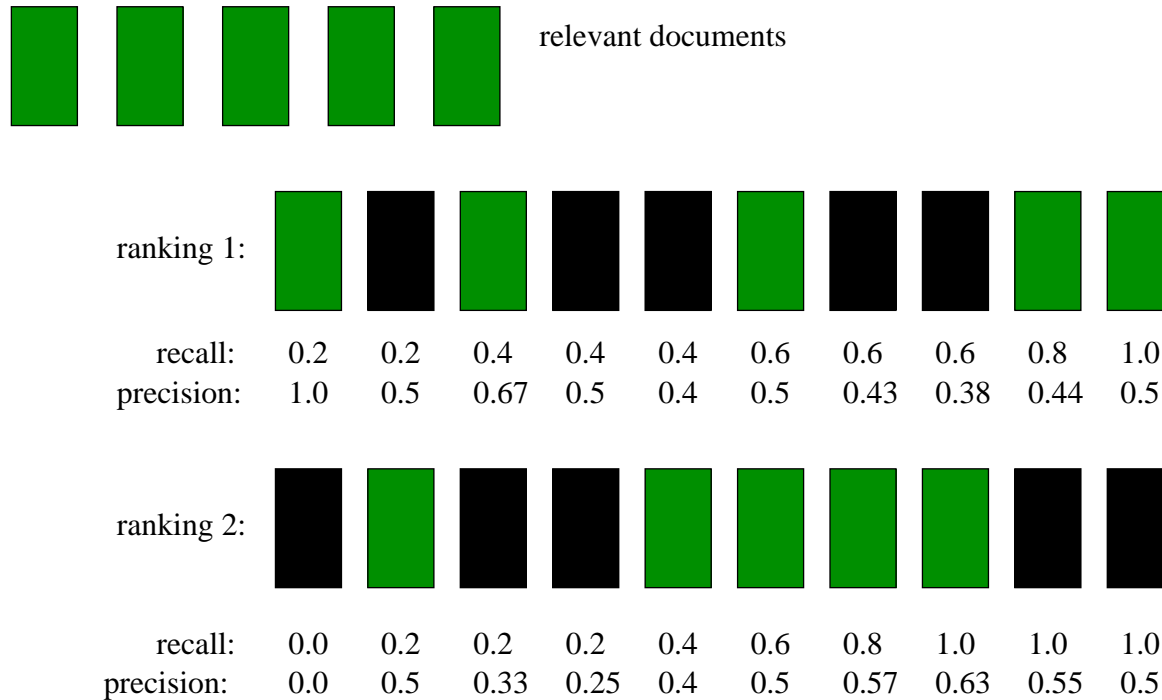 relevant documents
ranking 1:
recall: 0.2 0.2 0.4 0.4 0.4 0.6 0.6 0.6 0.8 1.0
precision: 1.0 0.5 0.67 0.5 0.4 0.5 0.43 0.38 0.44 0.5
ranking 2:
recall: 0.0 0.2 0.2 0.2 0.4 0.6 0.8 1.0 1.0 1.0
precision: 0.0 0.5 0.33 0.25 0.4 0.5 0.57 0.63 0.55 0.5